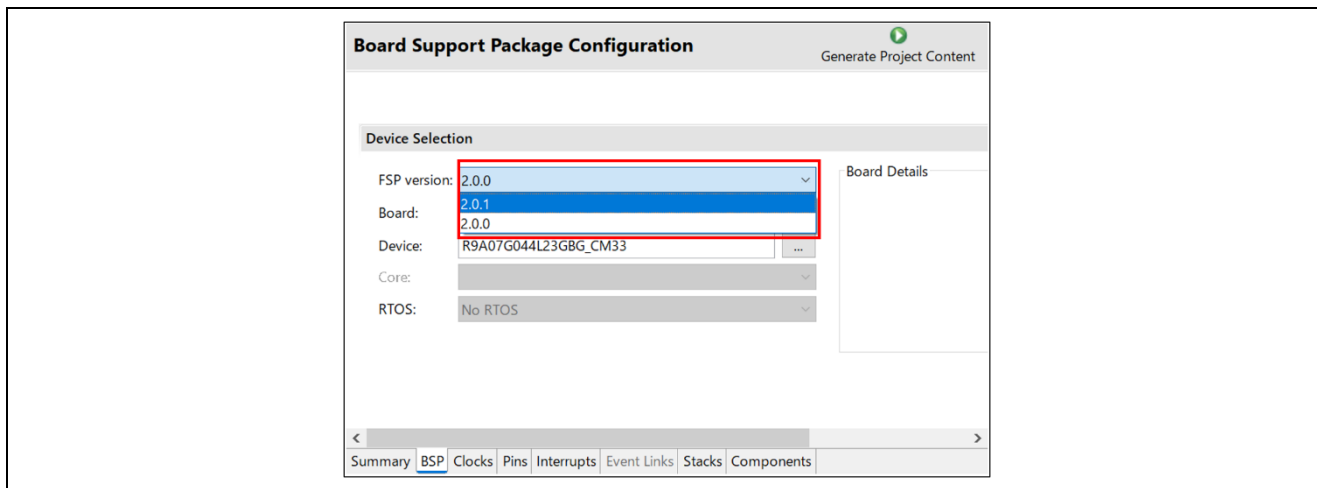 Board Support Package Configuration
Generate Project Content
Device Selection
FSP version: 2.0.0
Board Details
2.0.1
Board:
2.0.0
Device: R9A07G044L23GBG_CM33 ...
Core:
RTOS: No RTOS
Summary BSP Clocks Pins Interrupts Event Links Stacks Components